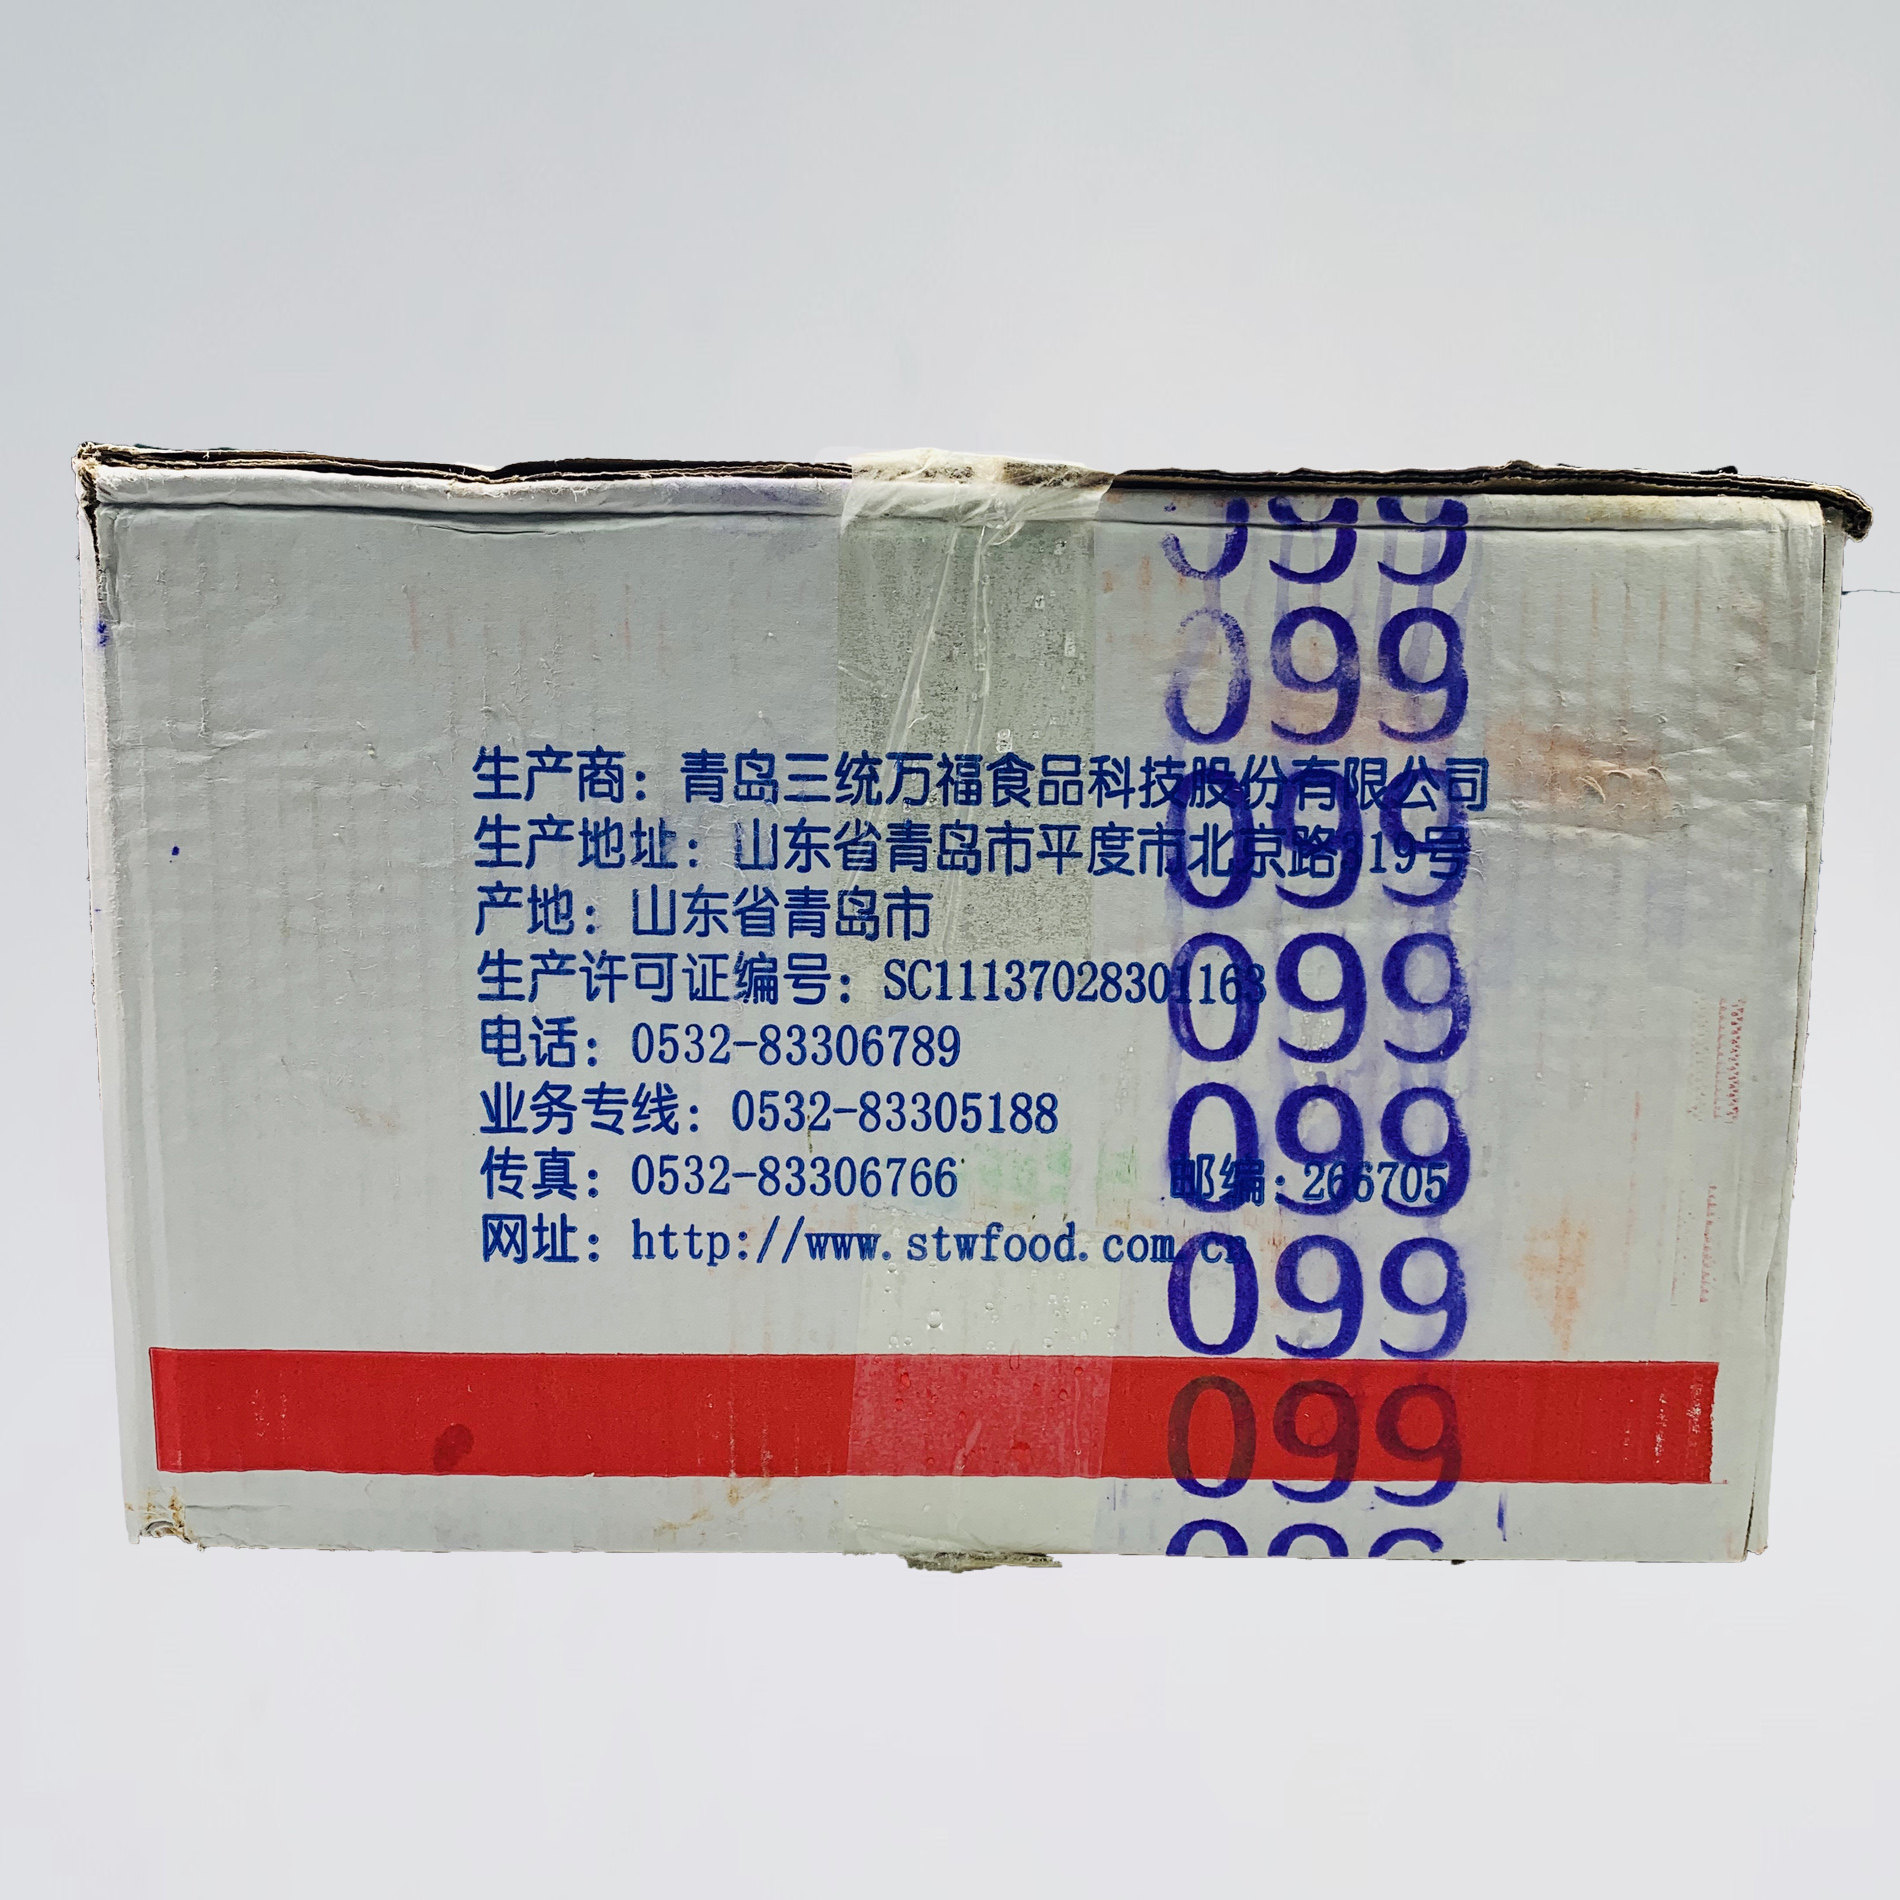 099
099
生产商：青岛三统万福食品科技股份有限公司
099
生产地址：山东省青岛市平度市北京路319号
产地：山东省青岛市
099
生产许可证编号：SC11137028301163
电话：0532-83306789
099
业务专线：0532-83305188
传真：0532-83306766 邮编：266705
网址：http://www.stwfood.com.cn
099
099
099